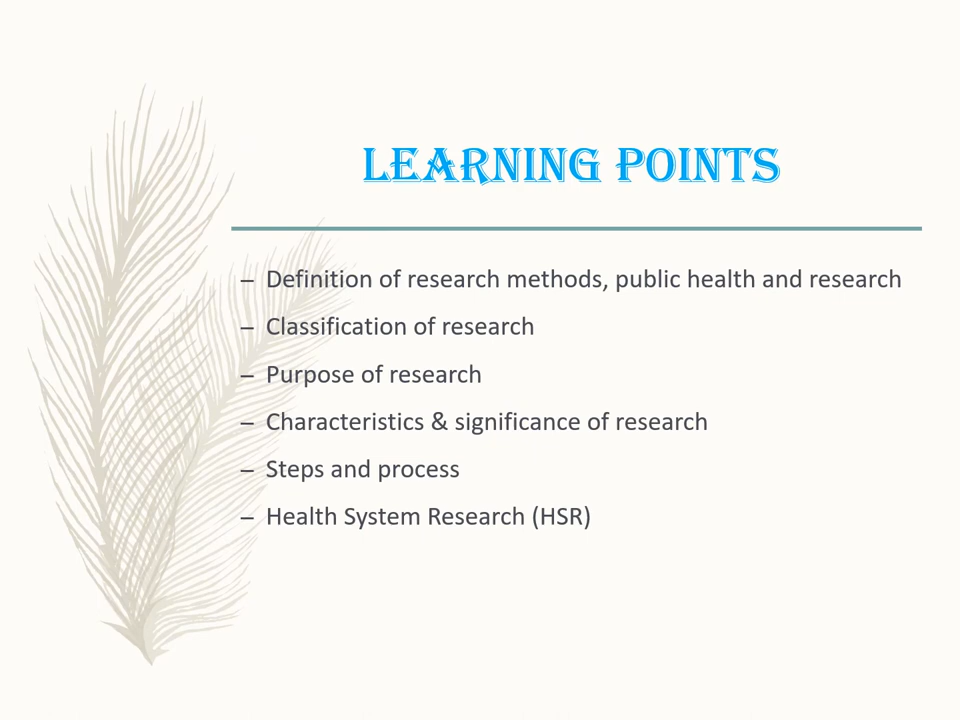 LEARNING POINTS
– Definition of research methods, public health and research
– Classification of research
– Purpose of research
– Characteristics & significance of research
– Steps and process
– Health System Research (HSR)